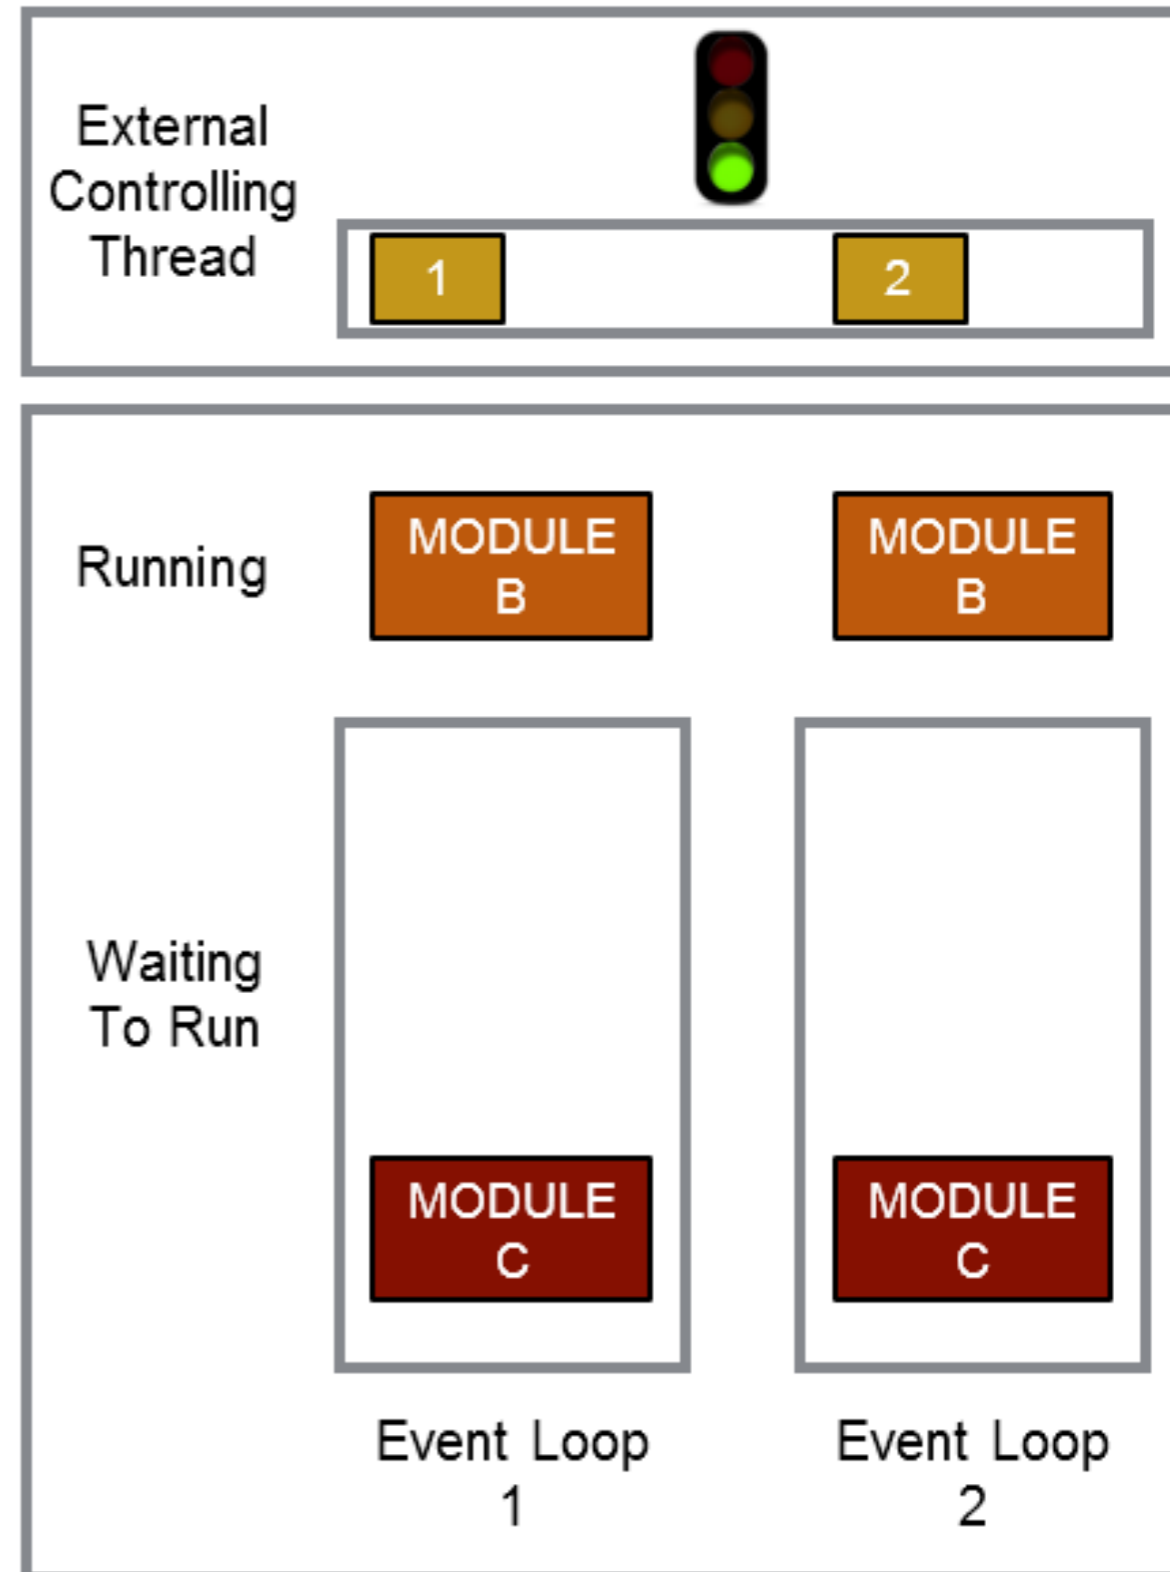 External
Controlling
Thread
1
2
Running
MODULE
B
MODULE
B
Waiting
To Run
MODULE
C
MODULE
C
Event Loop
1
Event Loop
2